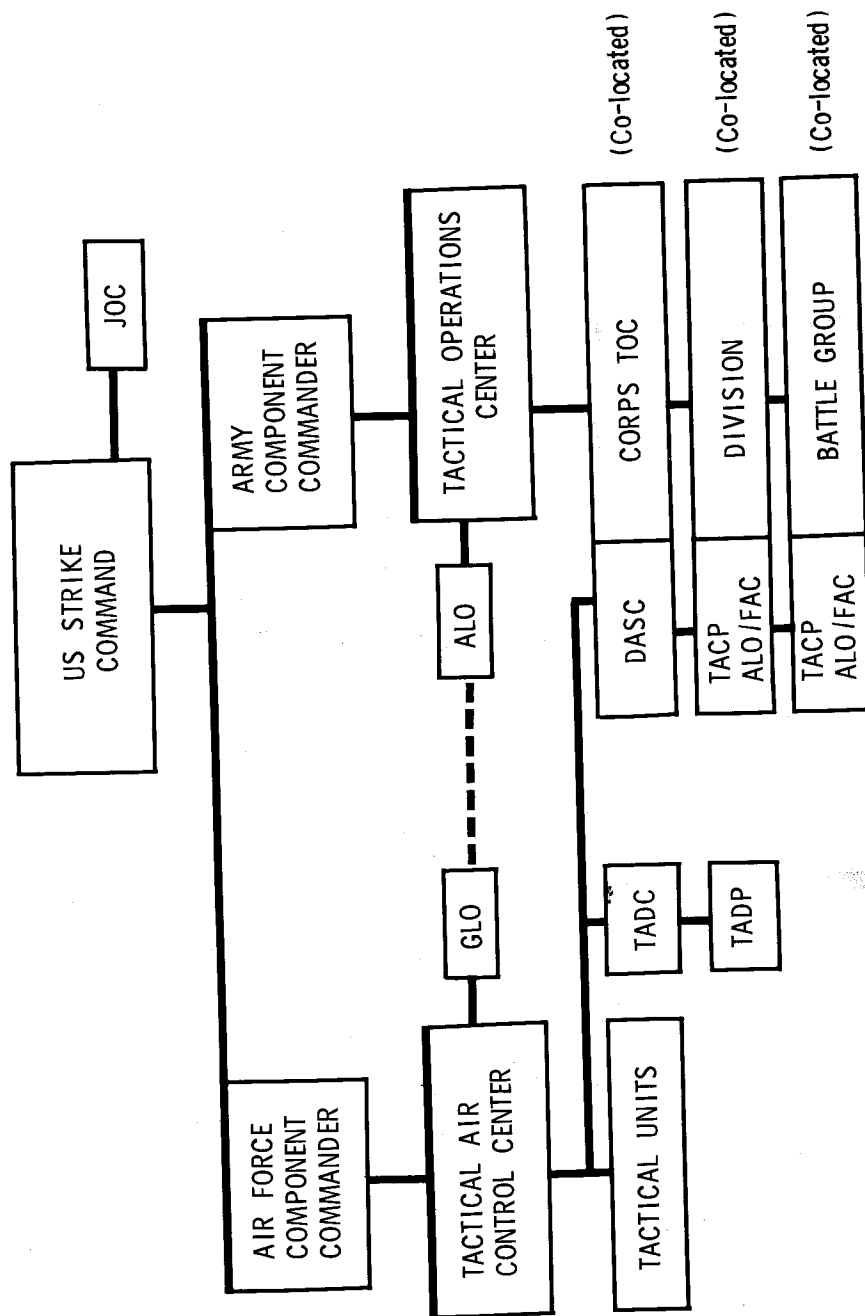 US STRIKE
COMMAND
JOC
AIR FORCE
COMPONENT
COMMANDER
ARMY
COMPONENT
COMMANDER
TACTICAL AIR
CONTROL CENTER
GLO
ALO
TACTICAL OPERATIONS
CENTER
TACTICAL UNITS
TADC
DASC
CORPS TOC
(Co-located)
TADP
TACP
ALO/FAC
DIVISION
(Co-located)
TACP
ALO/FAC
BATTLE GROUP
(Co-located)